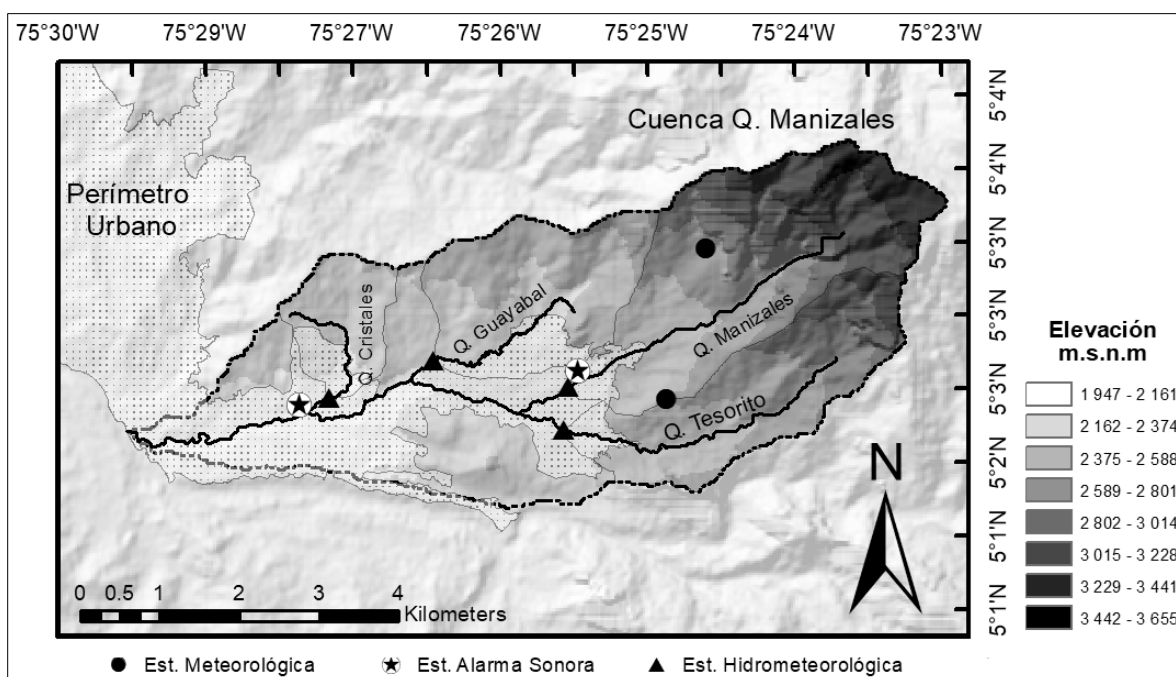 75°30'W 75°29'W 75°27'W 75°26'W 75°25'W 75°24'W 75°23'W
Cuenca Q. Manizales
Perímetro
Urbano
Q. Cristales
Q. Guayabal
Q. Manizales
Q. Tesorito
5°4'N
5°4'N
5°3'N
5°3'N
5°3'N
5°2'N
5°1'N
5°1'N
N
0 0.5 1 2 3 4
Kilometers
Elevación
m.s.n.m
1 947 - 2 161
2 162 - 2 374
2 375 - 2 588
2 589 - 2 801
2 802 - 3 014
3 015 - 3 228
3 229 - 3 441
3 442 - 3 655
Est. Meteorológica Est. Alarma Sonora Est. Hidrometeorológica